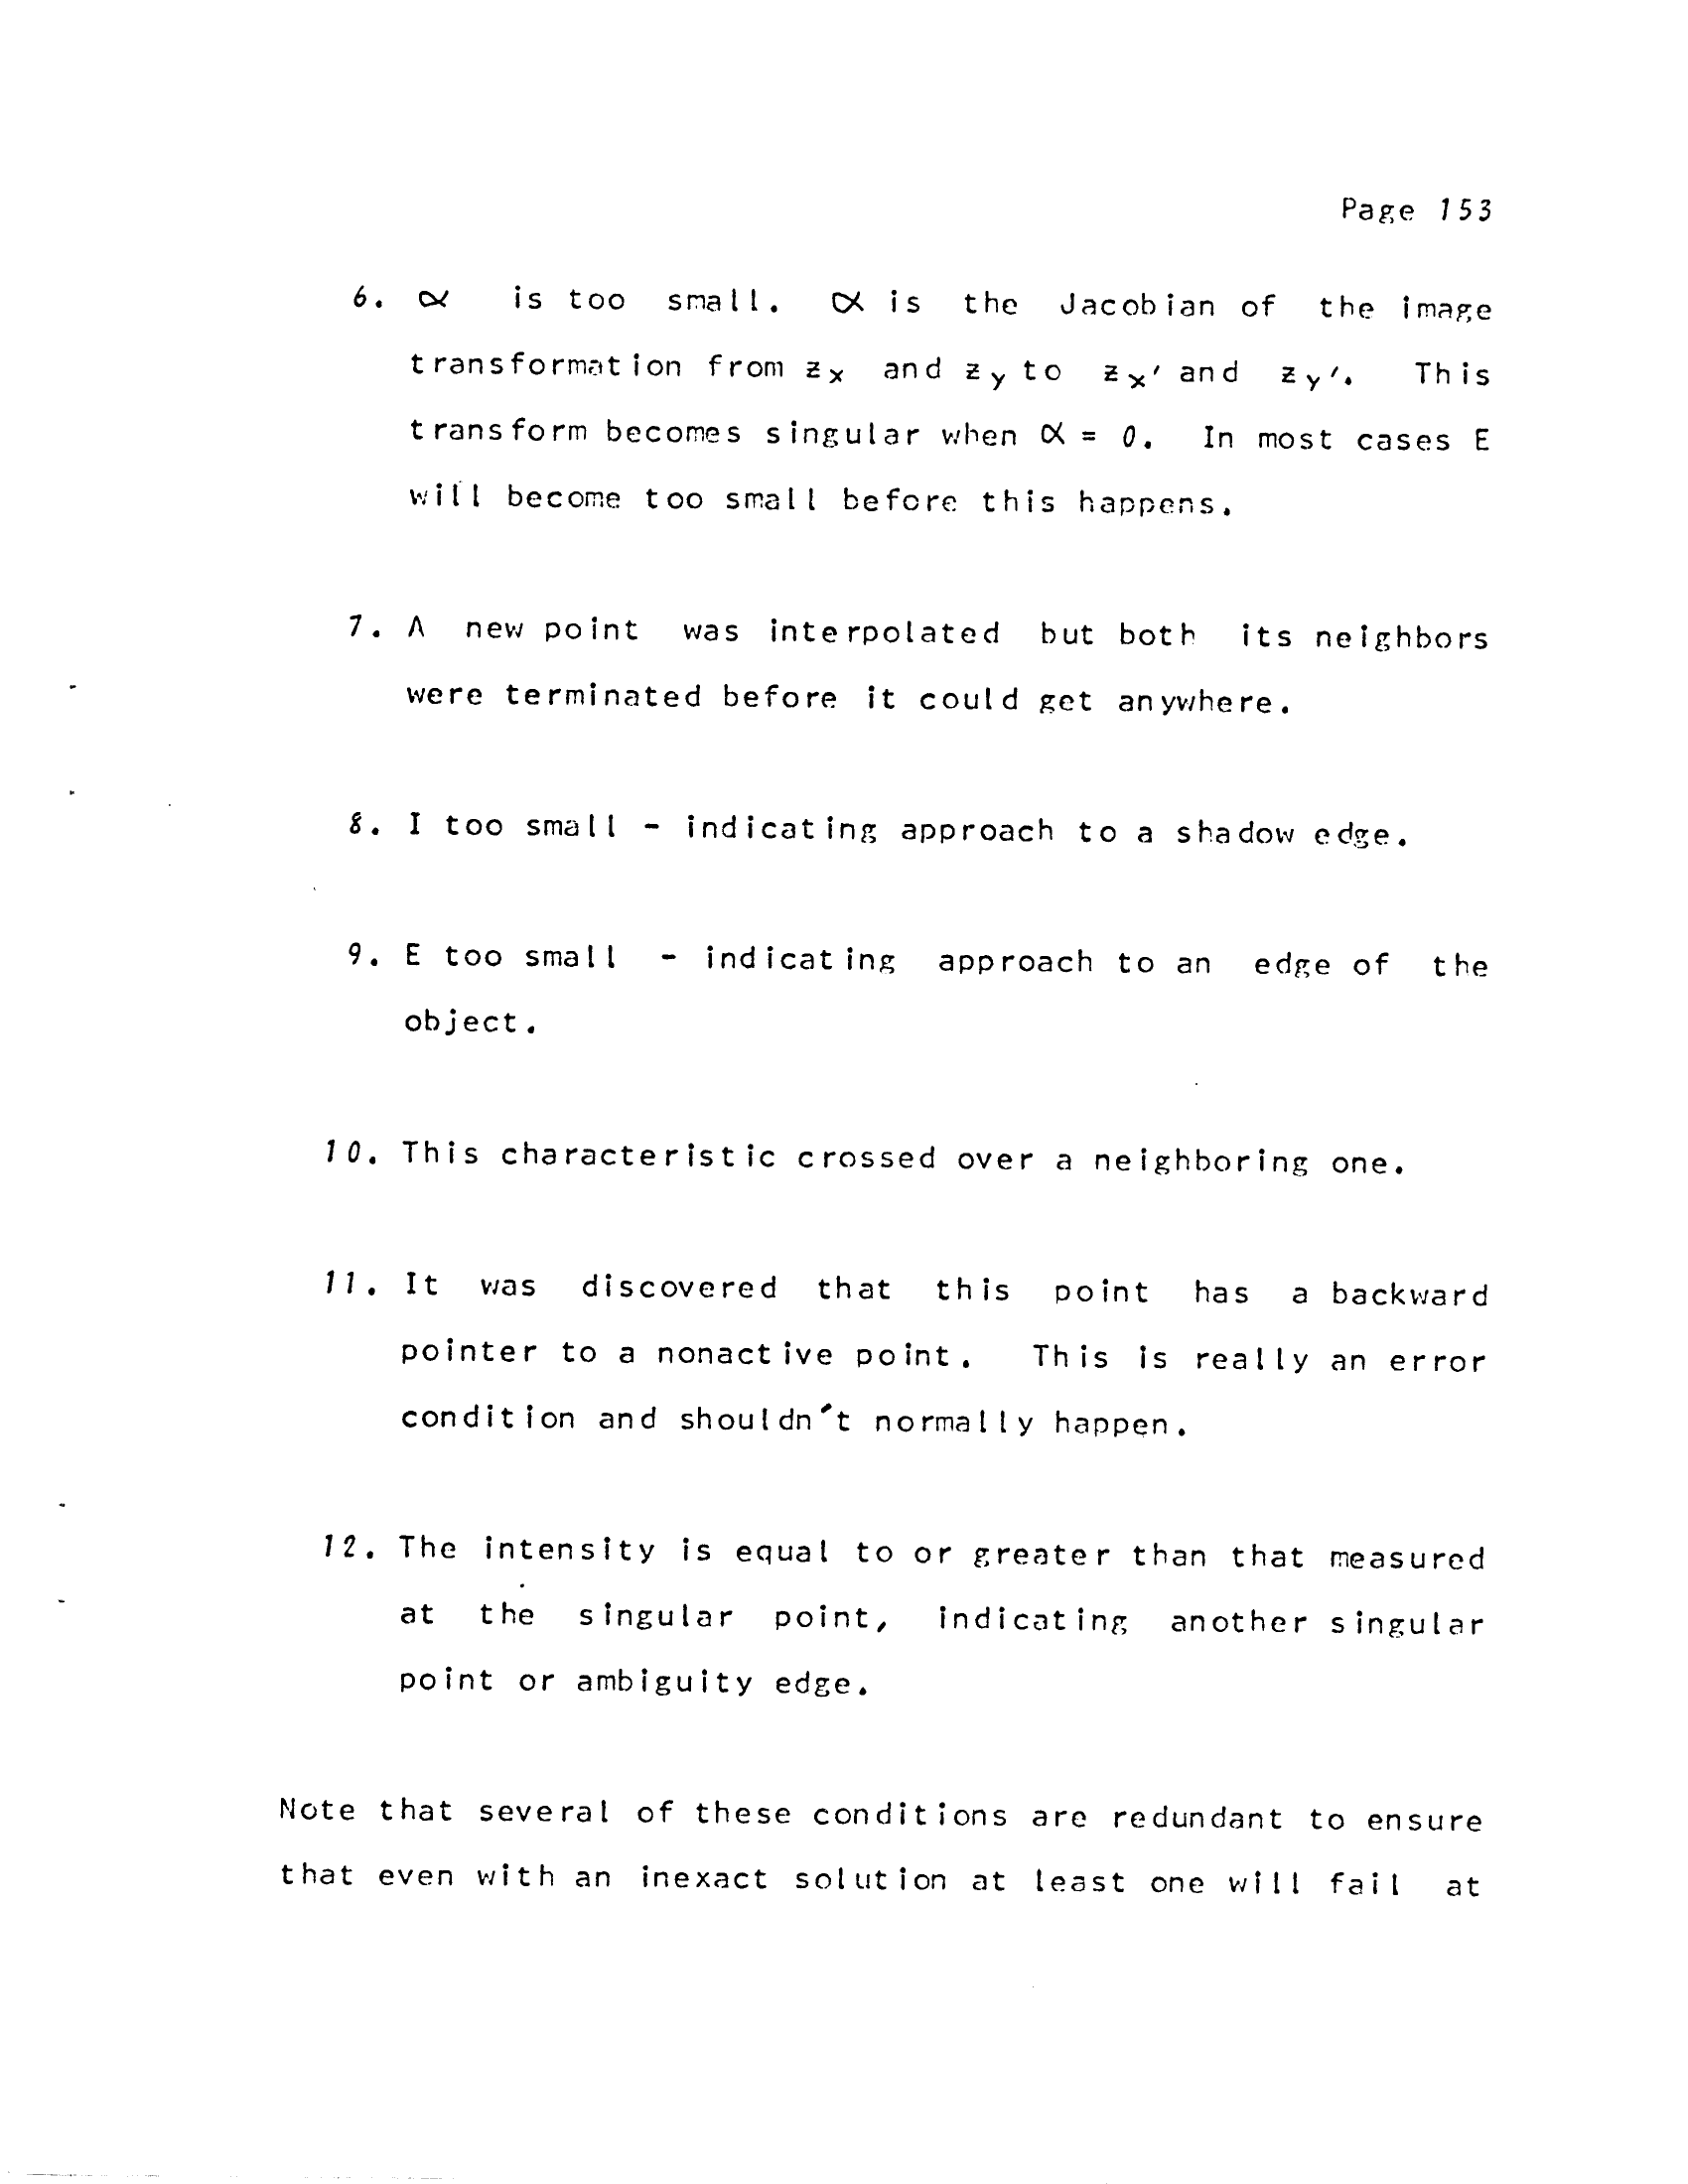 Page 153
6. α is too small. α is the Jacobian of the image
transformation from zx and zy to zx' and zy'. This
transform becomes singular when α = 0. In most cases E
will become too small before this happens.
7. A new point was interpolated but both its neighbors
were terminated before it could get anywhere.
8. I too small - indicating approach to a shadow edge.
9. E too small - indicating approach to an edge of the
object.
10. This characteristic crossed over a neighboring one.
11. It was discovered that this point has a backward
pointer to a nonactive point. This is really an error
condition and shouldn't normally happen.
12. The intensity is equal to or greater than that measured
at the singular point, indicating another singular
point or ambiguity edge.
Note that several of these conditions are redundant to ensure
that even with an inexact solution at least one will fail at